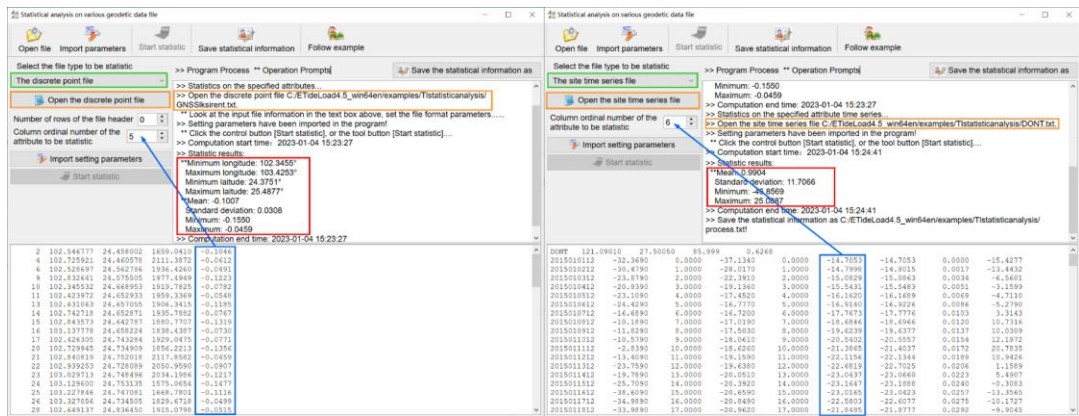 Statistical analysis on various geodetic data file
Open file Import parameters Start statistic Save statistical information Follow example
Select the file type to be statistic
The discrete point file
Open the discrete point file
Number of rows of the file header 0
Column ordinal number of the
attribute to be statistic 5
Import setting parameters
Start statistic
>> Program Process ** Operation Prompts
Save the statistical information as
>> Statistics on the specified attributes...
>> Open the discrete point file C:/ETideLoad4.5_win64en/examples/Tlstatisticanalysis/
GNSSlksirent.txt.
** Look at the input file information in the text box above, set the file format parameters......
>> Setting parameters have been imported in the program!
** Click the control button [Start statistic], or the tool button [Start statistic]....
>> Computation start time: 2023-01-04 15:23:27
>> Statistic results:
**Minimum longitude: 102.3455°
Maximum longitude: 103.4253°
Minimum laitude: 24.3751°
Maximum laitude: 25.4877°
**Mean: -0.1007
Standard deviation: 0.0308
Minimum: -0.1550
Maximum: -0.0459
>> Computation end time: 2023-01-04 15:23:27
2 102.546777 24.458002 1659.0410 -0.1046
4 102.725921 24.460578 2111.3872 -0.0612
6 102.528697 24.562786 1936.4260 -0.0491
9 102.832641 24.575505 1977.4949 -0.1223
10 102.345532 24.668953 1919.7825 -0.0782
11 102.423972 24.652933 1959.3369 -0.0548
13 102.631063 24.657055 1906.3415 -0.1185
14 102.742718 24.652871 1935.7882 -0.0767
15 102.843573 24.642787 1880.7707 -0.1319
16 103.137778 24.658224 1838.4387 -0.0730
17 102.426305 24.743284 1929.0475 -0.0771
20 102.729945 24.734909 1856.2213 -0.1356
21 102.840819 24.752018 2117.8582 -0.0459
22 102.939253 24.728089 2050.9590 -0.0907
23 103.029713 24.748496 2034.1986 -0.1217
24 103.129600 24.753135 1575.0654 -0.1477
25 103.227846 24.747081 1668.7801 -0.1116
26 103.327056 24.734505 1829.6718 -0.0499
28 102.649137 24.836450 1915.0798 -0.0515
Statistical analysis on various geodetic data file
Open file Import parameters Start statistic Save statistical information Follow example
Select the file type to be statistic
The site time series file
Open the site time series file
Column ordinal number of the
attribute to be statistic 6
Import setting parameters
Start statistic
>> Program Process ** Operation Prompts
Save the statistical information as
Minimum: -0.1550
Maximum: -0.0459
>> Computation end time: 2023-01-04 15:23:27
>> Statistics on the specified attribute time series...
>> Open the site time series file C:/ETideLoad4.5_win64en/examples/Tlstatisticanalysis/DONT.txt.
>> Setting parameters have been imported in the program!
** Click the control button [Start statistic], or the tool button [Start statistic]....
>> Computation start time: 2023-01-04 15:24:41
>> Statistic results:
**Mean: 0.9904
Standard deviation: 11.7066
>> Computation end time: 2023-01-04 15:24:41
>> Save the statistical information as C:/ETideLoad4.5_win64en/examples/Tlstatisticanalysis/
process.txt!
DONT 121.09010 27.50050 85.999 0.6268
2015010112 -32.3690 0.0000 -37.1340 0.0000 -14.7053 -14.7053 0.0000 -15.4277
2015010212 -30.4790 1.0000 -28.0170 1.0000 -14.7998 -14.8015 0.0017 -13.4432
2015010312 -23.8790 2.0000 -22.3910 2.0000 -15.0829 -15.0863 0.0034 -6.5601
2015010412 -20.9390 3.0000 -19.1360 3.0000 -15.5431 -15.5483 0.0051 -3.1599
2015010512 -23.1090 4.0000 -17.4520 4.0000 -16.1620 -16.1689 0.0069 -4.7110
2015010612 -24.4290 5.0000 -16.7770 5.0000 -16.9140 -16.9226 0.0086 -5.2790
2015010712 -16.6890 6.0000 -16.7200 6.0000 -17.7673 -17.7776 0.0103 3.3143
2015010812 -10.1890 7.0000 -17.0190 7.0000 -18.6846 -18.6966 0.0120 10.7316
2015010912 -11.8290 8.0000 -17.5030 8.0000 -19.6239 -19.6377 0.0137 10.0309
2015011012 -10.5790 9.0000 -18.0610 9.0000 -20.5402 -20.5557 0.0154 12.1972
2015011112 -2.8390 10.0000 -18.6260 10.0000 -21.3865 -21.4037 0.0172 20.7835
2015011212 -13.4090 11.0000 -19.1590 11.0000 -22.1156 -22.1344 0.0189 10.9426
2015011312 -23.7590 12.0000 -19.6380 12.0000 -22.6819 -22.7025 0.0206 1.1589
2015011412 -19.7890 13.0000 -20.0510 13.0000 -23.0437 -23.0660 0.0223 5.4907
2015011512 -25.7090 14.0000 -20.3920 14.0000 -23.1647 -23.1888 0.0240 -0.3083
2015011612 -38.6090 15.0000 -20.6590 15.0000 -23.0165 -23.0423 0.0257 -13.3565
2015011712 -34.9890 16.0000 -20.8490 16.0000 -22.5803 -22.6077 0.0275 -10.1727
2015011812 -33.9890 17.0000 -20.9620 17.0000 -21.8485 -21.8777 0.0292 -9.9045